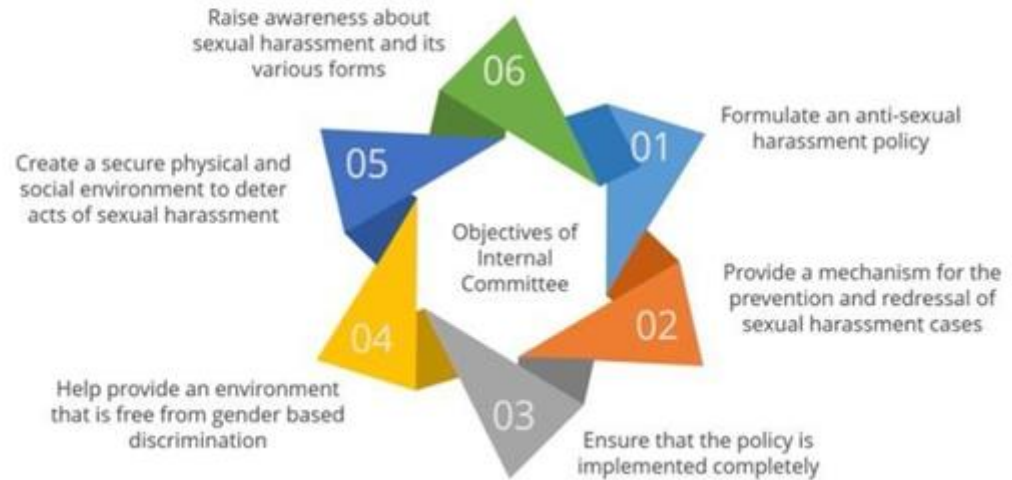 Raise awareness about
sexual harassment and its
various forms
06
01
Formulate an anti-sexual
harassment policy
05
Create a secure physical and
social environment to deter
acts of sexual harassment
Objectives of
Internal
Committee
02
Provide a mechanism for the
prevention and redressal of
sexual harassment cases
04
Help provide an environment
that is free from gender based
discrimination
03
Ensure that the policy is
implemented completely